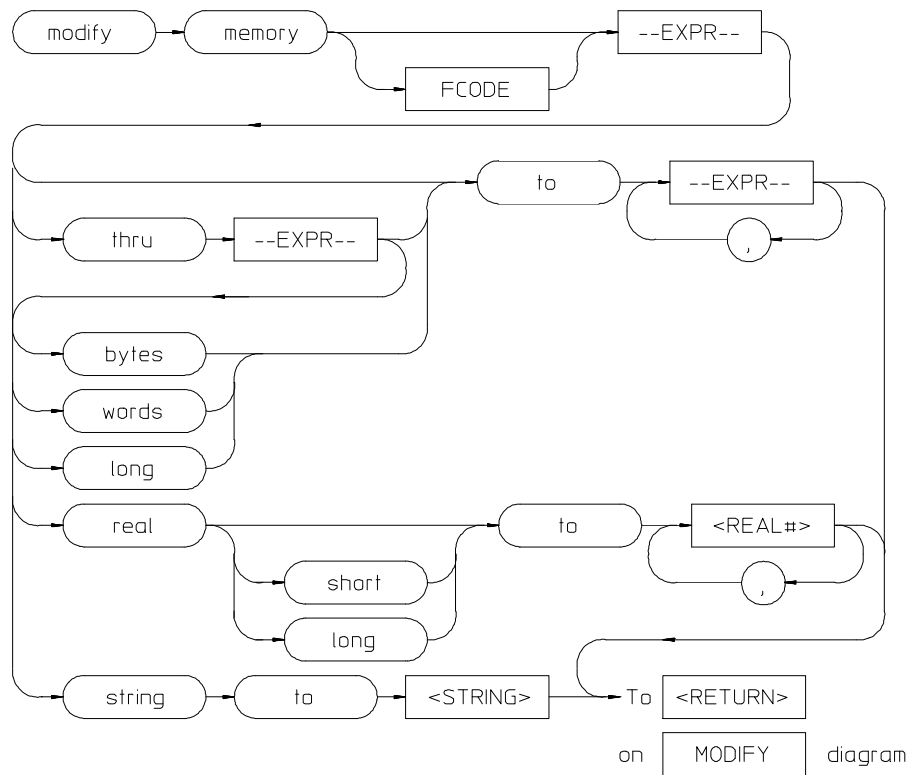 modify memory --EXPR--
FCODE
to --EXPR--
thru --EXPR-- ,
bytes
words
long
real to <REAL#>
short ,
long
string to <STRING> To <RETURN>
on MODIFY diagram